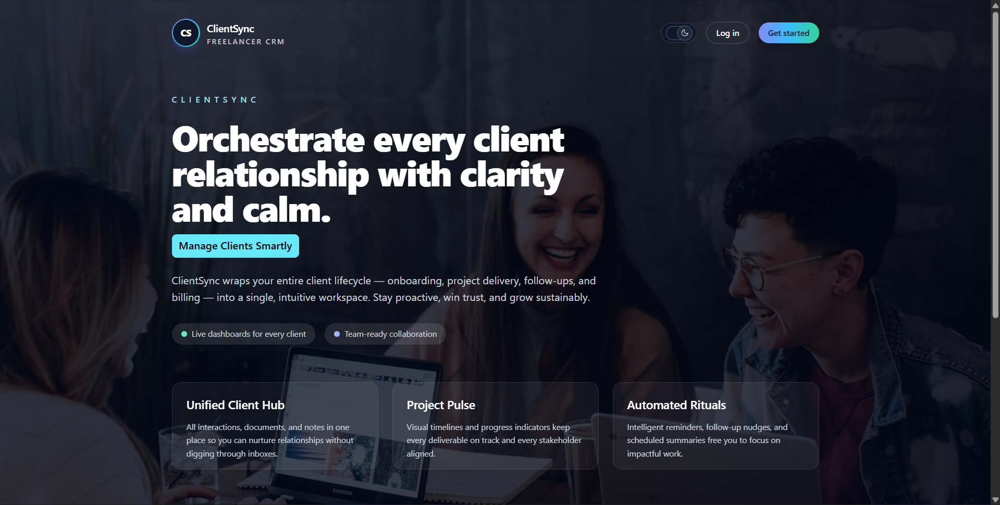 CS
ClientSync
FREELANCER CRM
Log in
Get started
CLIENTSYNC
Orchestrate every client
relationship with clarity
and calm.
Manage Clients Smartly
ClientSync wraps your entire client lifecycle — onboarding, project delivery, follow-ups, and
billing — into a single, intuitive workspace. Stay proactive, win trust, and grow sustainably.
Live dashboards for every client
Team-ready collaboration
Unified Client Hub
All interactions, documents, and notes in one
place so you can nurture relationships without
digging through inboxes.
Project Pulse
Visual timelines and progress indicators keep
every deliverable on track and every stakeholder
aligned.
Automated Rituals
Intelligent reminders, follow-up nudges, and
scheduled summaries free you to focus on
impactful work.
Unsplash
SAMSUNG